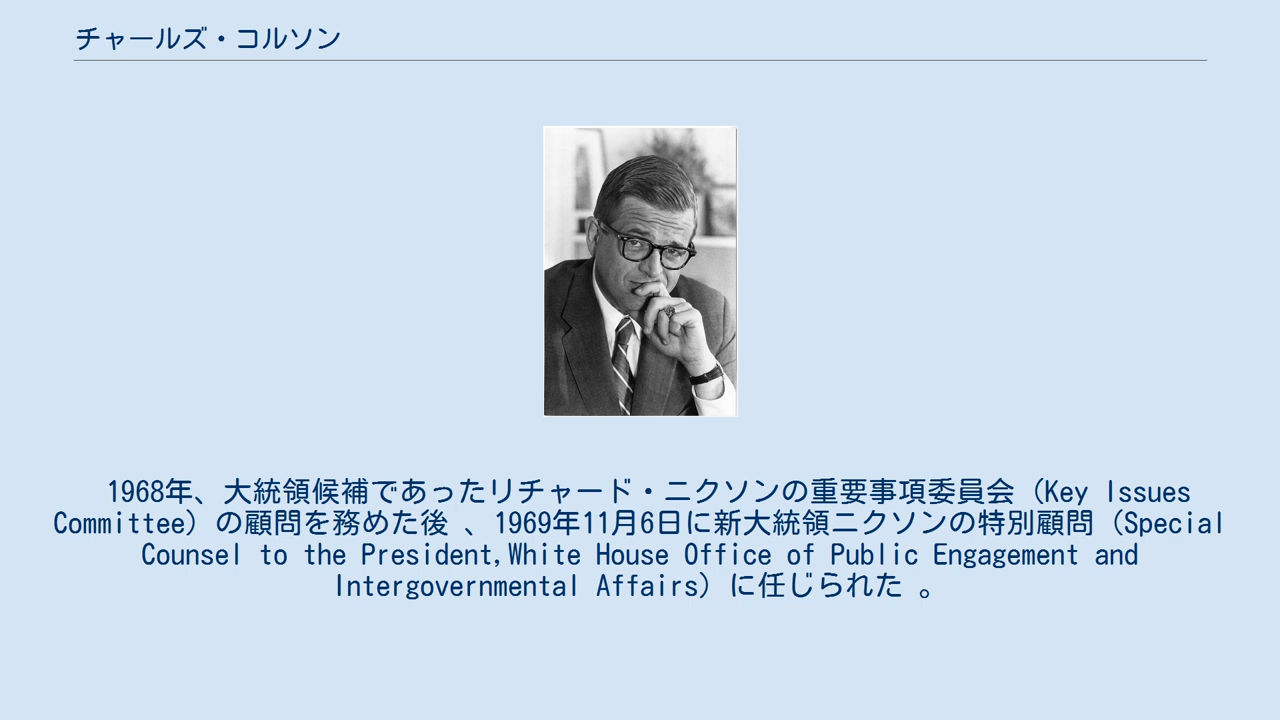 チャールズ・コルソン
1968年、大統領候補であったリチャード・ニクソンの重要事項委員会（Key Issues
Committee）の顧問を務めた後 、1969年11月6日に新大統領ニクソンの特別顧問（Special
Counsel to the President,White House Office of Public Engagement and
Intergovernmental Affairs）に任じられた 。